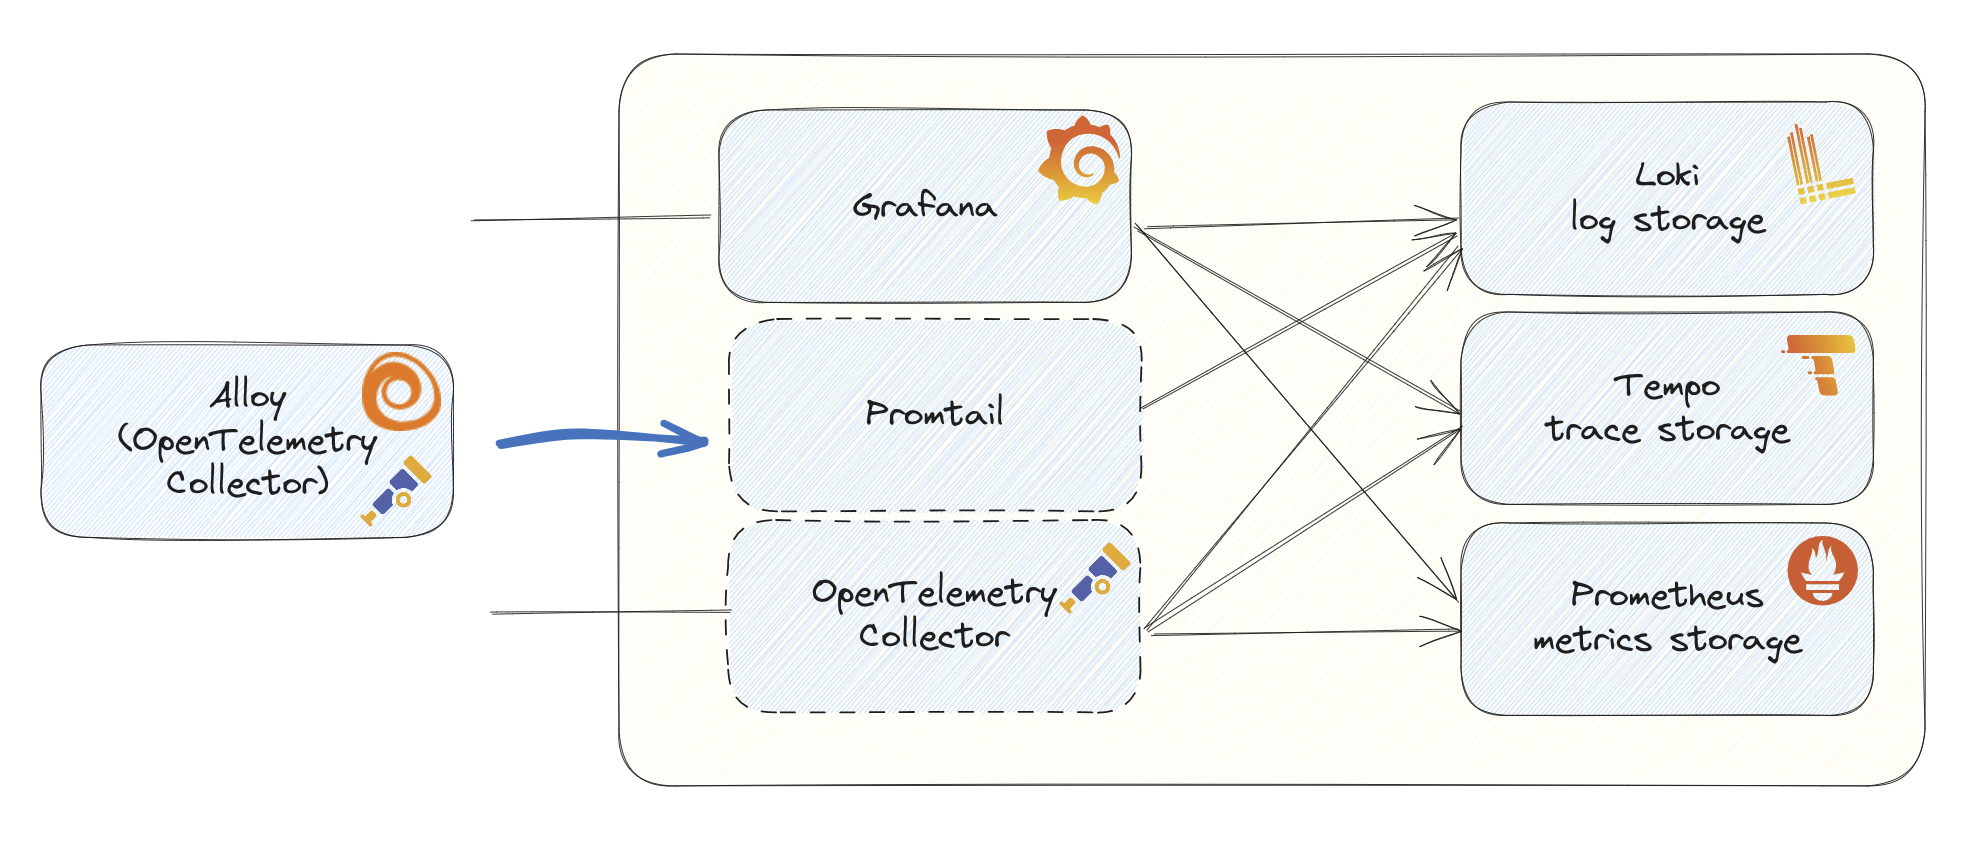 Alloy
(OpenTelemetry
Collector)
Grafana
Promtail
OpenTelemetry
Collector
Loki
log storage
Tempo
trace storage
Prometheus
metrics storage